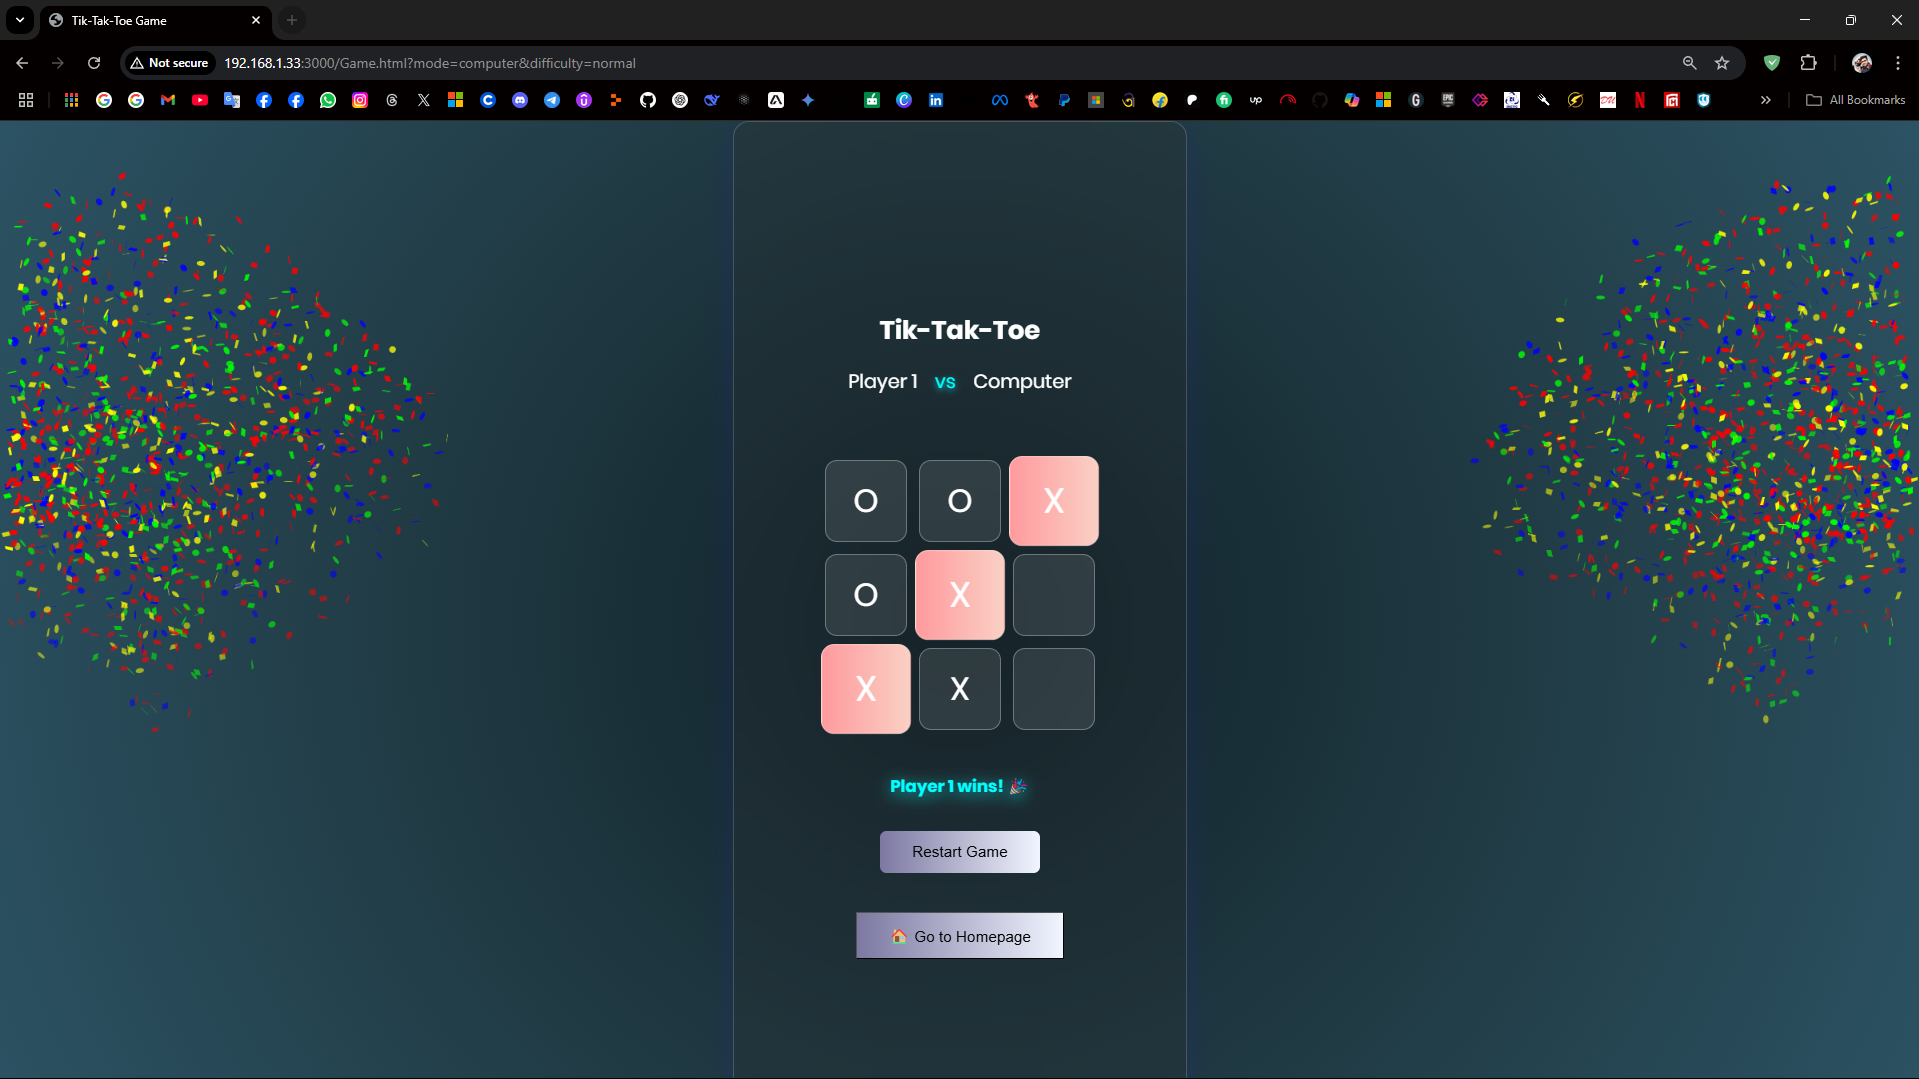 Tik-Tak-Toe Game
Not secure
192.168.1.33:3000/Game.html?mode=computer&difficulty=normal
All Bookmarks
Tik-Tak-Toe
Player 1 vs Computer
O O X
O X
X X
Player 1 wins! 🎉
Restart Game
🏠 Go to Homepage